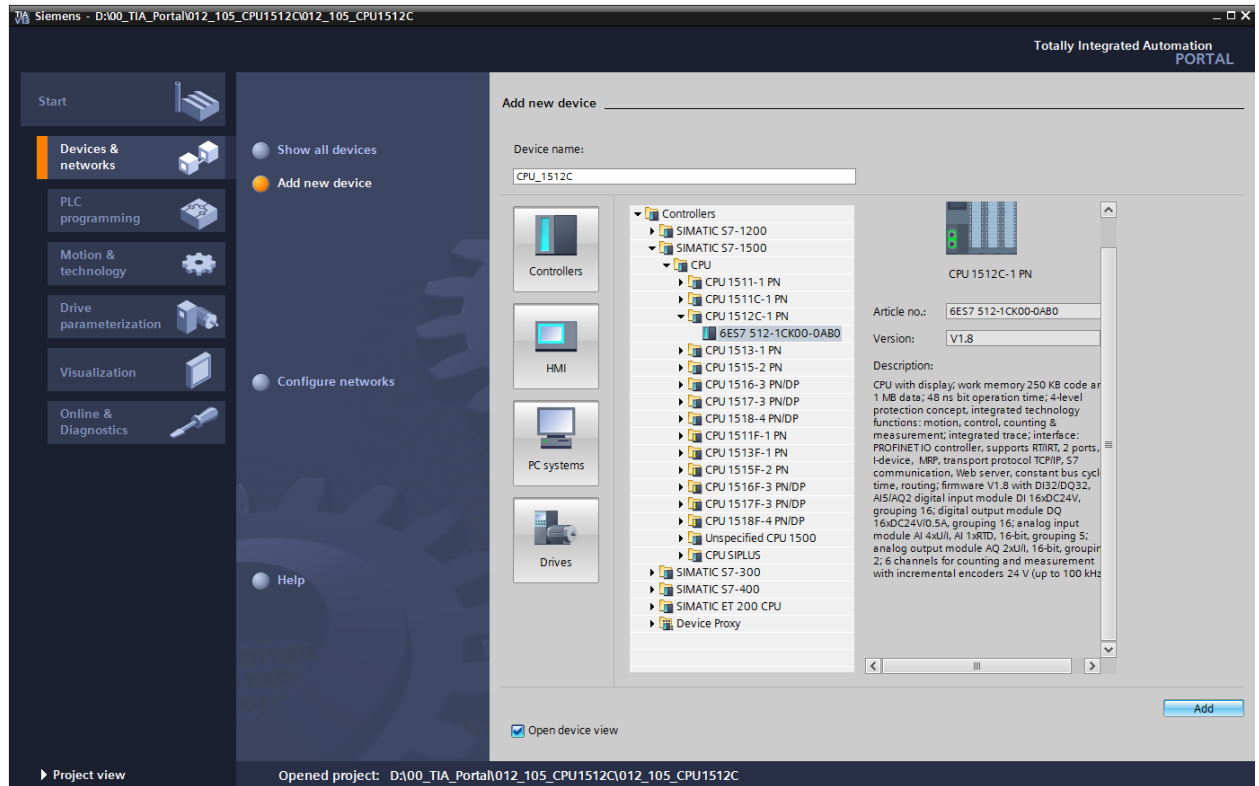 Siemens - D:\00_TIA_Portal\012_105_CPU1512C\012_105_CPU1512C
Totally Integrated Automation
PORTAL
Start
Devices &
networks
PLC
programming
Motion &
technology
Drive
parameterization
Visualization
Online &
Diagnostics
Show all devices
Add new device
Configure networks
Help
Add new device
Device name:
CPU_1512C
Controllers
HMI
PC systems
Drives
Controllers
SIMATIC S7-1200
SIMATIC S7-1500
CPU
CPU 1511-1 PN
CPU 1511C-1 PN
CPU 1512C-1 PN
6ES7 512-1CK00-0AB0
CPU 1513-1 PN
CPU 1515-2 PN
CPU 1516-3 PN/DP
CPU 1517-3 PN/DP
CPU 1518-4 PN/DP
CPU 1511F-1 PN
CPU 1513F-1 PN
CPU 1515F-2 PN
CPU 1516F-3 PN/DP
CPU 1517F-3 PN/DP
CPU 1518F-4 PN/DP
Unspecified CPU 1500
CPU SIPLUS
SIMATIC S7-300
SIMATIC S7-400
SIMATIC ET 200 CPU
Device Proxy
CPU 1512C-1 PN
Article no.: 6ES7 512-1CK00-0AB0
Version: V1.8
Description:
CPU with display; work memory 250 KB code
1 MB data; 48 ns bit operation time; 4-level
protection concept, integrated technology
functions: motion, control, counting &
measurement; integrated trace; interface:
PROFINET IO controller, supports RT/IRT, 2 ports,
I-device, MRP, transport protocol TCP/IP, S7
communication, Web server, constant bus
time, routing; firmware V1.8 with DI32/DQ32,
AI5/AQ2 digital input module DI 16xDC24V,
grouping 16; digital output module DQ
16xDC24V/0.5A, grouping 16; analog input
module AI 4xU/I, AI 1xRTD, 16-bit, grouping 5;
analog output module AQ 2xU/I, 16-bit,
2; 6 channels for counting and measurement
with incremental encoders 24 V (up to 100
Add
Open device view
Project view
Opened project: D:\00_TIA_Portal\012_105_CPU1512C\012_105_CPU1512C